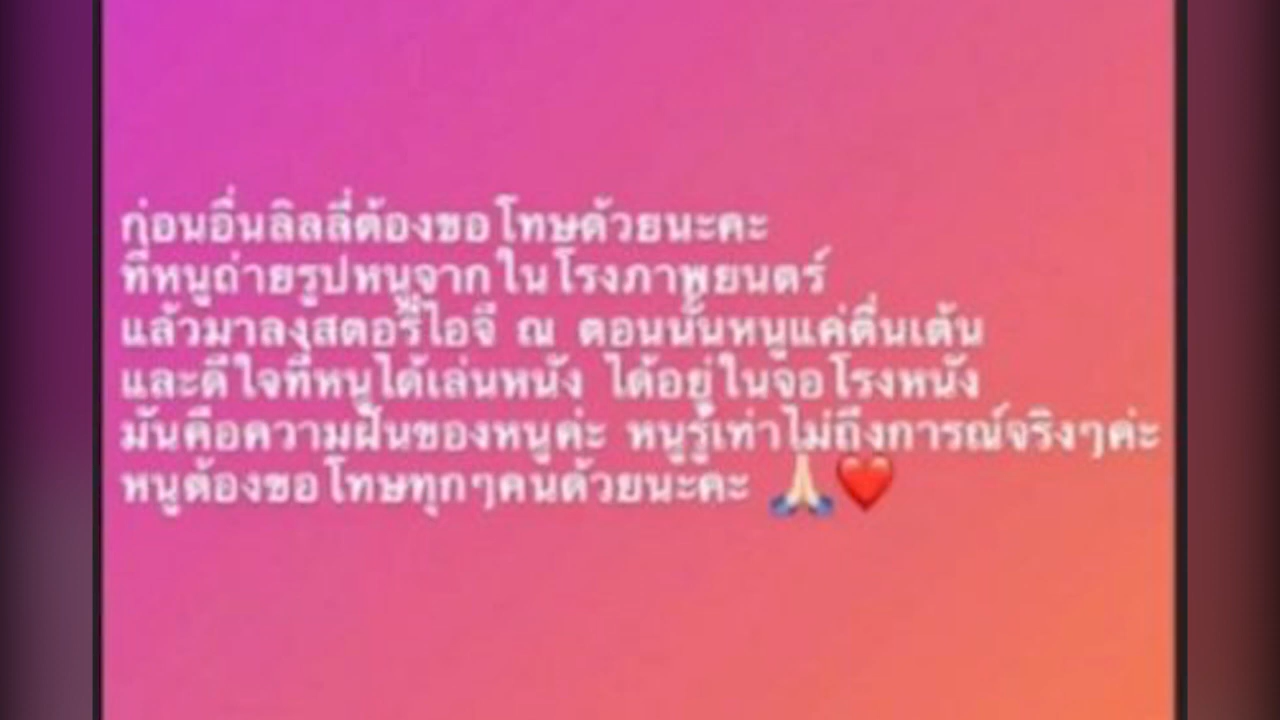 ก่อนอื่นลิลลี่ต้องขอโทษด้วยนะคะ
ที่หนูถ่ายรูปหนูจากในโรงภาพยนตร์
แล้วมาลงสตอรี่ไอจี ณ ตอนนั้นหนูแค่ตื่นเต้น
และดีใจที่หนูได้เล่นหนัง ได้อยู่ในจอโรงหนัง
มันคือความฝันของหนูค่ะ หนูรู้เท่าไม่ถึงการณ์จริงๆค่ะ
หนูต้องขอโทษทุกๆคนด้วยนะคะ 🙏🏻❤️